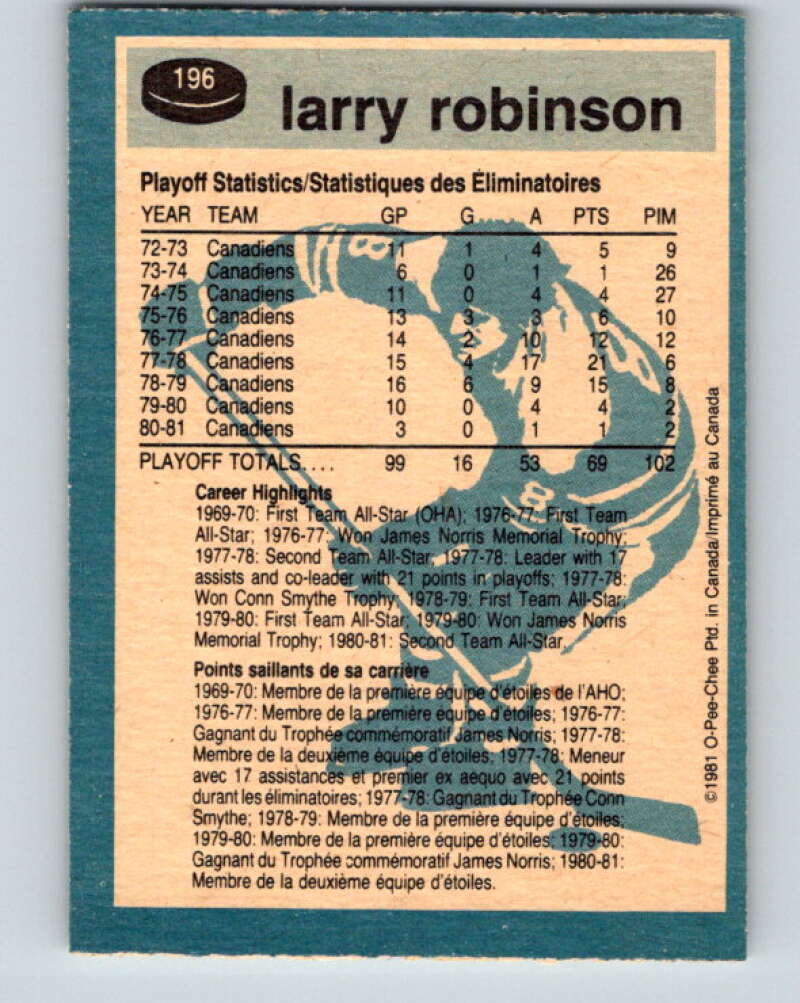 196
larry robinson
Playoff Statistics/Statistiques des Éliminatoires
YEAR TEAM GP G A PTS PIM
72-73 Canadiens 11 1 4 5 9
73-74 Canadiens 6 0 1 1 26
74-75 Canadiens 11 0 4 4 27
75-76 Canadiens 13 3 3 6 10
76-77 Canadiens 14 2 10 12 12
77-78 Canadiens 15 4 17 21 6
78-79 Canadiens 16 6 9 15 8
79-80 Canadiens 10 0 4 4 2
80-81 Canadiens 3 0 1 1 2
PLAYOFF TOTALS.... 99 16 53 69 102
Career Highlights
1969-70: First Team All-Star (OHA); 1976-77: First Team
All-Star; 1976-77: Won James Norris Memorial Trophy;
1977-78: Second Team All-Star; 1977-78: Leader with 17
assists and co-leader with 21 points in playoffs; 1977-78:
Won Conn Smythe Trophy; 1978-79: First Team All-Star;
1979-80: First Team All-Star; 1979-80: Won James Norris
Memorial Trophy; 1980-81: Second Team All-Star.
Points saillants de sa carrière
1969-70: Membre de la première équipe d'étoiles de l'AHO;
1976-77: Membre de la première équipe d'étoiles; 1976-77:
Gagnant du Trophée commémoratif James Norris; 1977-78:
Membre de la deuxième équipe d'étoiles; 1977-78: Meneur
avec 17 assistances et premier ex aequo avec 21 points
durant les éliminatoires; 1977-78: Gagnant du Trophée Conn
Smythe; 1978-79: Membre de la première équipe d'étoiles;
1979-80: Membre de la première équipe d'étoiles; 1979-80:
Gagnant du Trophée commémoratif James Norris; 1980-81:
Membre de la deuxième équipe d'étoiles.
©1981 O-Pee-Chee Ptd. in Canada/Imprimé au Canada